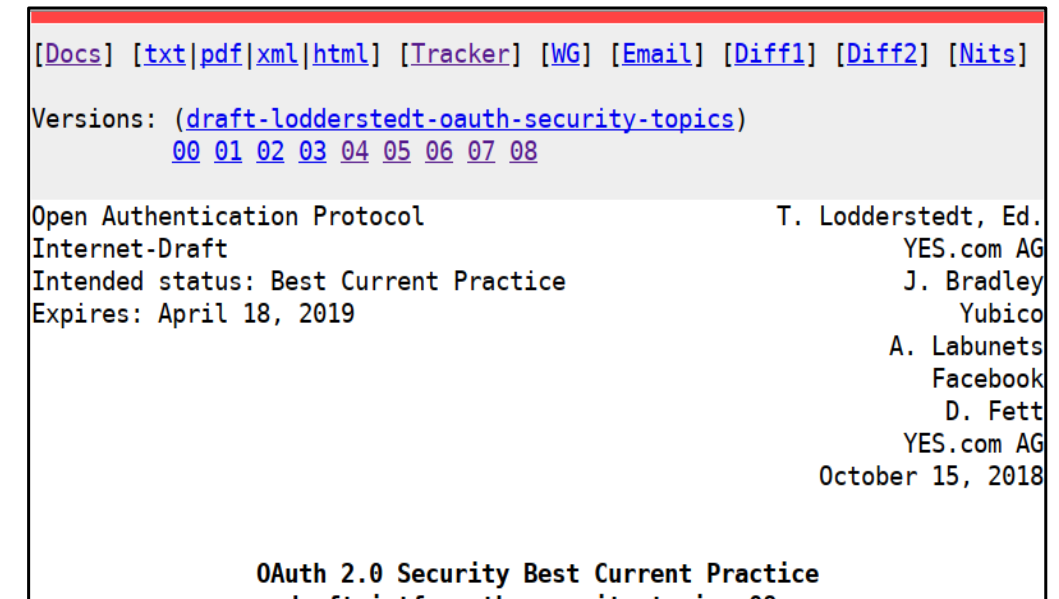 [Docs] [txt|pdf|xml|html] [Tracker] [WG] [Email] [Diff1] [Diff2] [Nits]
Versions: (draft-lodderstedt-oauth-security-topics)
00 01 02 03 04 05 06 07 08
Open Authentication Protocol T. Lodderstedt, Ed.
Internet-Draft YES.com AG
Intended status: Best Current Practice J. Bradley
Expires: April 18, 2019 Yubico
A. Labunets
Facebook
D. Fett
YES.com AG
October 15, 2018
OAuth 2.0 Security Best Current Practice